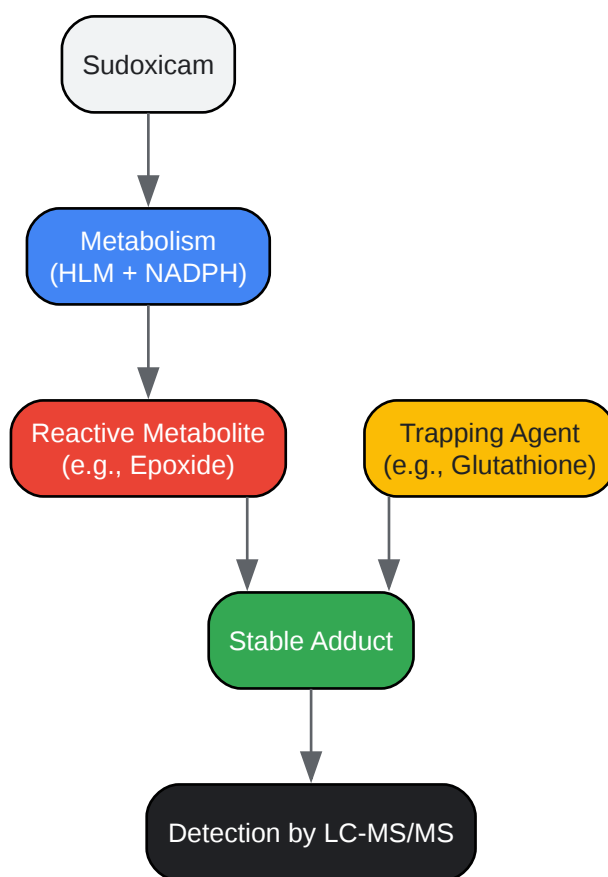 Sudoxicam
Metabolism
(HLM + NADPH)
Reactive Metabolite
(e.g., Epoxide)
Trapping Agent
(e.g., Glutathione)
Stable Adduct
Detection by LC-MS/MS